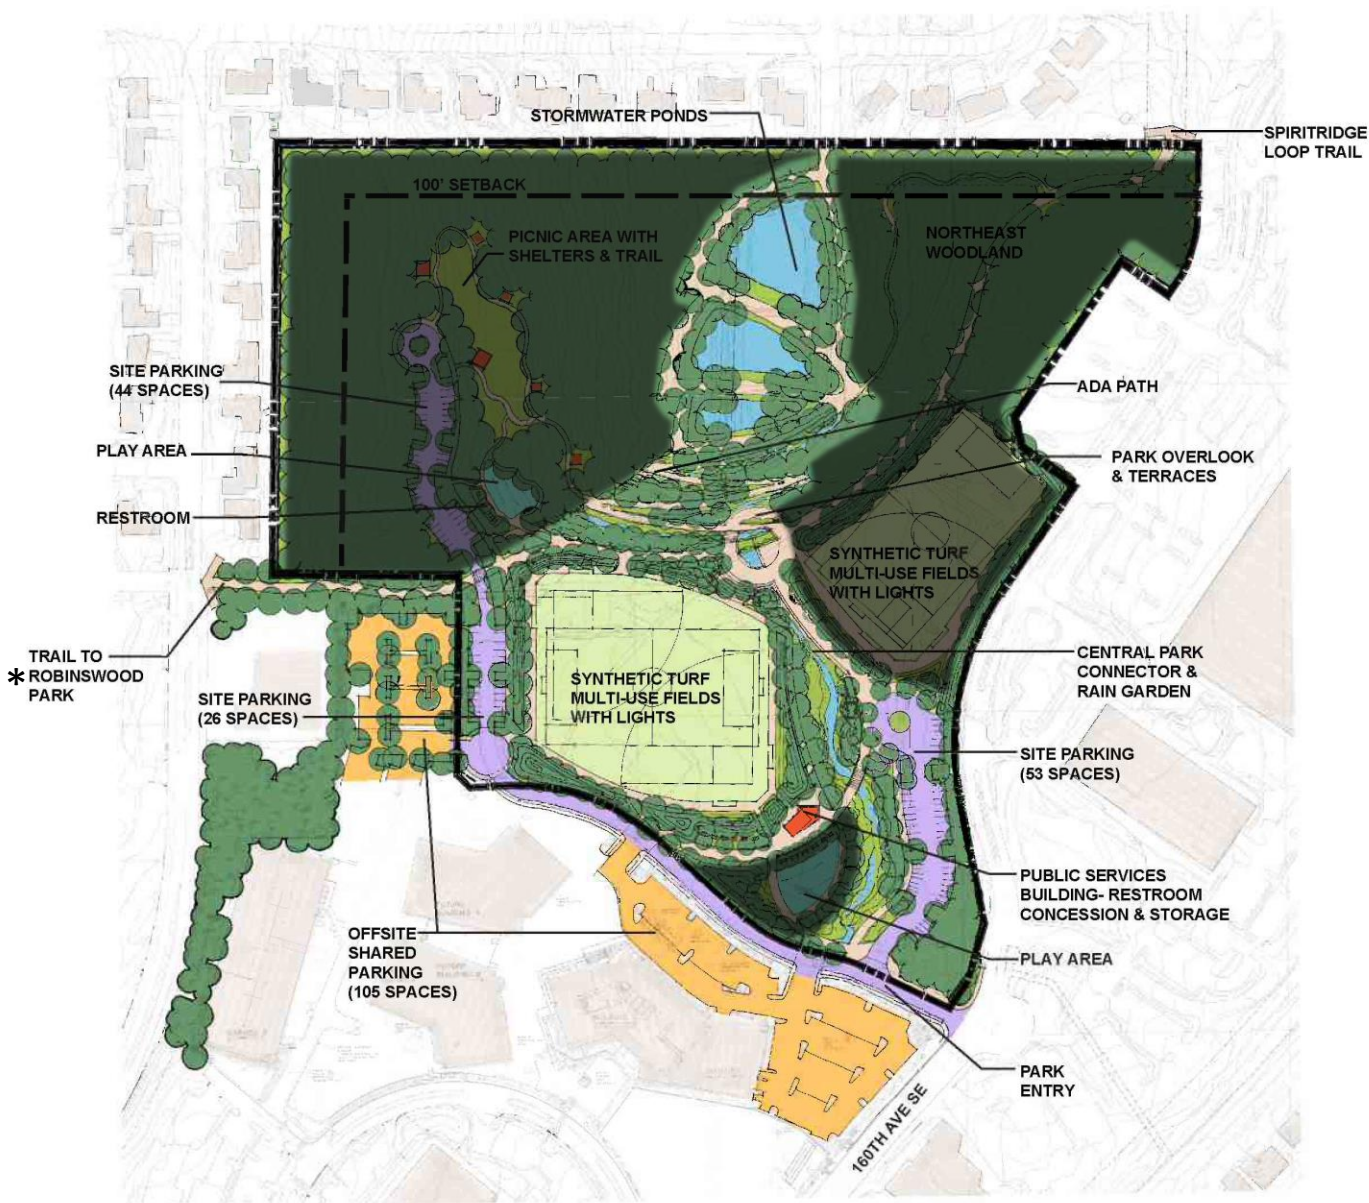 STORMWATER PONDS
SPIRITRIDGE
LOOP TRAIL
100' SETBACK
PICNIC AREA WITH
SHELTERS & TRAIL
NORTHEAST
WOODLAND
SITE PARKING
(44 SPACES)
ADA PATH
PLAY AREA
PARK OVERLOOK
& TERRACES
RESTROOM
SYNTHETIC TURF
MULTI-USE FIELDS
WITH LIGHTS
TRAIL TO
* ROBINSWOOD
PARK
CENTRAL PARK
CONNECTOR &
RAIN GARDEN
SYNTHETIC TURF
MULTI-USE FIELDS
WITH LIGHTS
SITE PARKING
(26 SPACES)
SITE PARKING
(53 SPACES)
PUBLIC SERVICES
BUILDING- RESTROOM
CONCESSION & STORAGE
OFFSITE
SHARED
PARKING
(105 SPACES)
PLAY AREA
PARK
ENTRY
160TH AVE SE